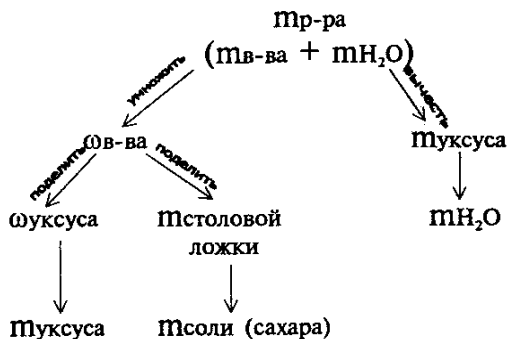 mр-ра
(mв-ва + mH₂O)
умножить
вычесть
ωв-ва
mуксуса
поделить
поделить
ωуксуса
mстоловой
ложки
mH₂O
mуксуса
mсоли (сахара)